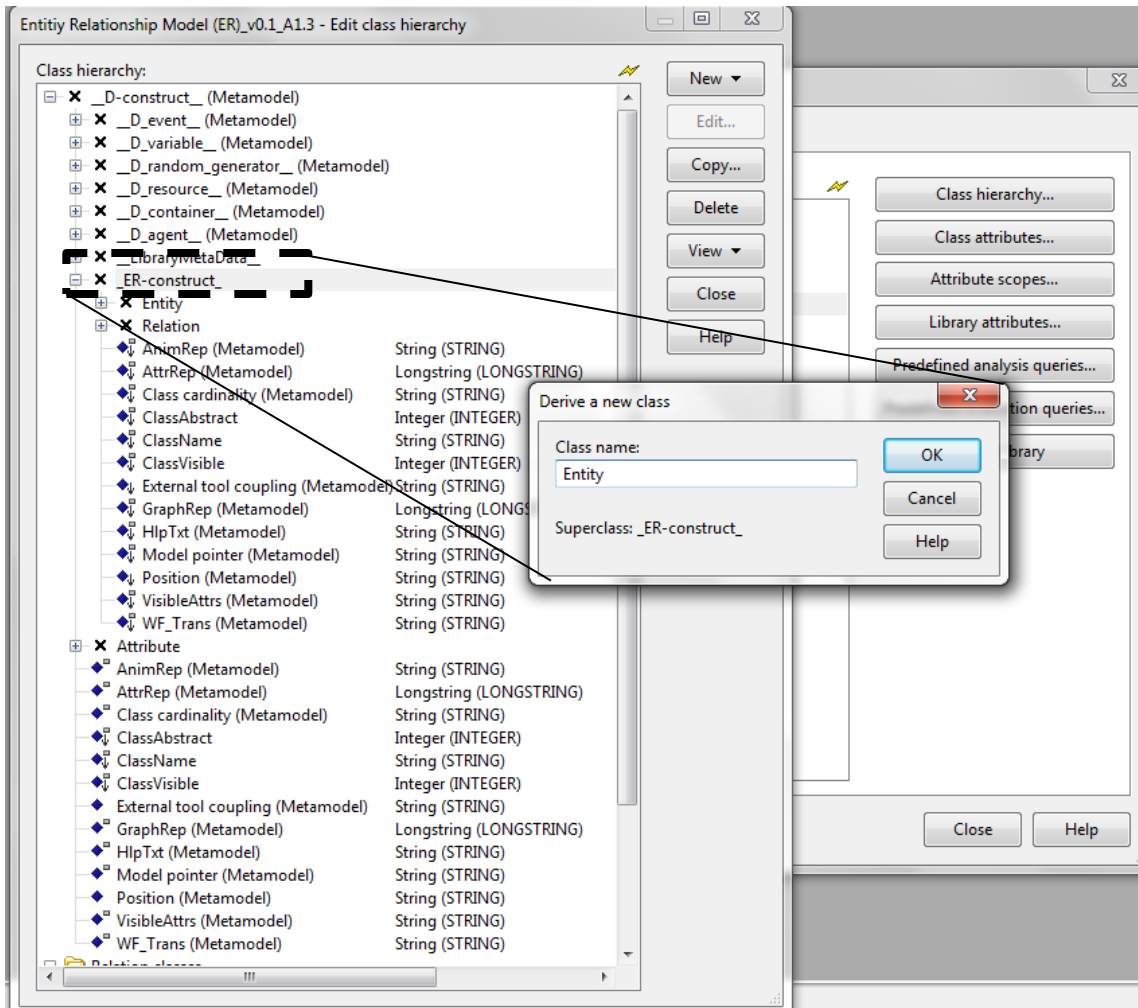 Entitiy Relationship Model (ER)_v0.1_A1.3 - Edit class hierarchy
Class hierarchy:
__D-construct__ (Metamodel)
__D_event__ (Metamodel)
__D_variable__ (Metamodel)
__D_random_generator__ (Metamodel)
__D_resource__ (Metamodel)
__D_container__ (Metamodel)
__D_agent__ (Metamodel)
__LibraryMetaData__
_ER-construct_
Entity
Relation
AnimRep (Metamodel) String (STRING)
AttrRep (Metamodel) Longstring (LONGSTRING)
Class cardinality (Metamodel) String (STRING)
ClassAbstract Integer (INTEGER)
ClassName String (STRING)
ClassVisible Integer (INTEGER)
External tool coupling (Metamodel) String (STRING)
GraphRep (Metamodel) Longstring (LONGS
HlpTxt (Metamodel) String (STRING)
Model pointer (Metamodel) String (STRING)
Position (Metamodel) String (STRING)
VisibleAttrs (Metamodel) String (STRING)
WF_Trans (Metamodel) String (STRING)
Attribute
AnimRep (Metamodel) String (STRING)
AttrRep (Metamodel) Longstring (LONGSTRING)
Class cardinality (Metamodel) String (STRING)
ClassAbstract Integer (INTEGER)
ClassName String (STRING)
ClassVisible Integer (INTEGER)
External tool coupling (Metamodel) String (STRING)
GraphRep (Metamodel) Longstring (LONGSTRING)
HlpTxt (Metamodel) String (STRING)
Model pointer (Metamodel) String (STRING)
Position (Metamodel) String (STRING)
VisibleAttrs (Metamodel) String (STRING)
WF_Trans (Metamodel) String (STRING)
Relation classes
New
Edit...
Copy...
Delete
View
Close
Help
Class hierarchy...
Class attributes...
Attribute scopes...
Library attributes...
Predefined analysis queries...
tion queries...
brary
Close
Help
Derive a new class
Class name:
Entity
Superclass: _ER-construct_
OK
Cancel
Help